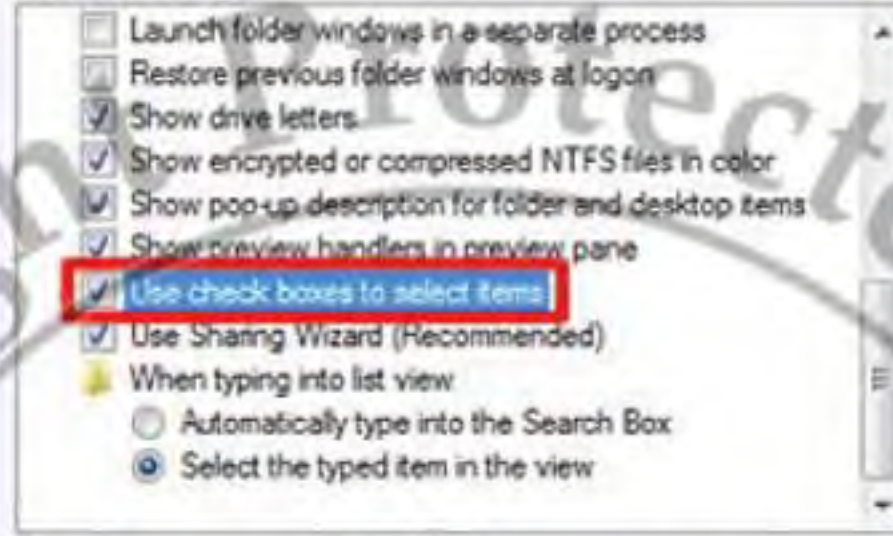 Launch folder windows in a separate process
Restore previous folder windows at logon
Show drive letters
Show encrypted or compressed NTFS files in color
Show pop-up description for folder and desktop items
Show preview handlers in preview pane
Use check boxes to select items
Use Sharing Wizard (Recommended)
When typing into list view
Automatically type into the Search Box
Select the typed item in the view